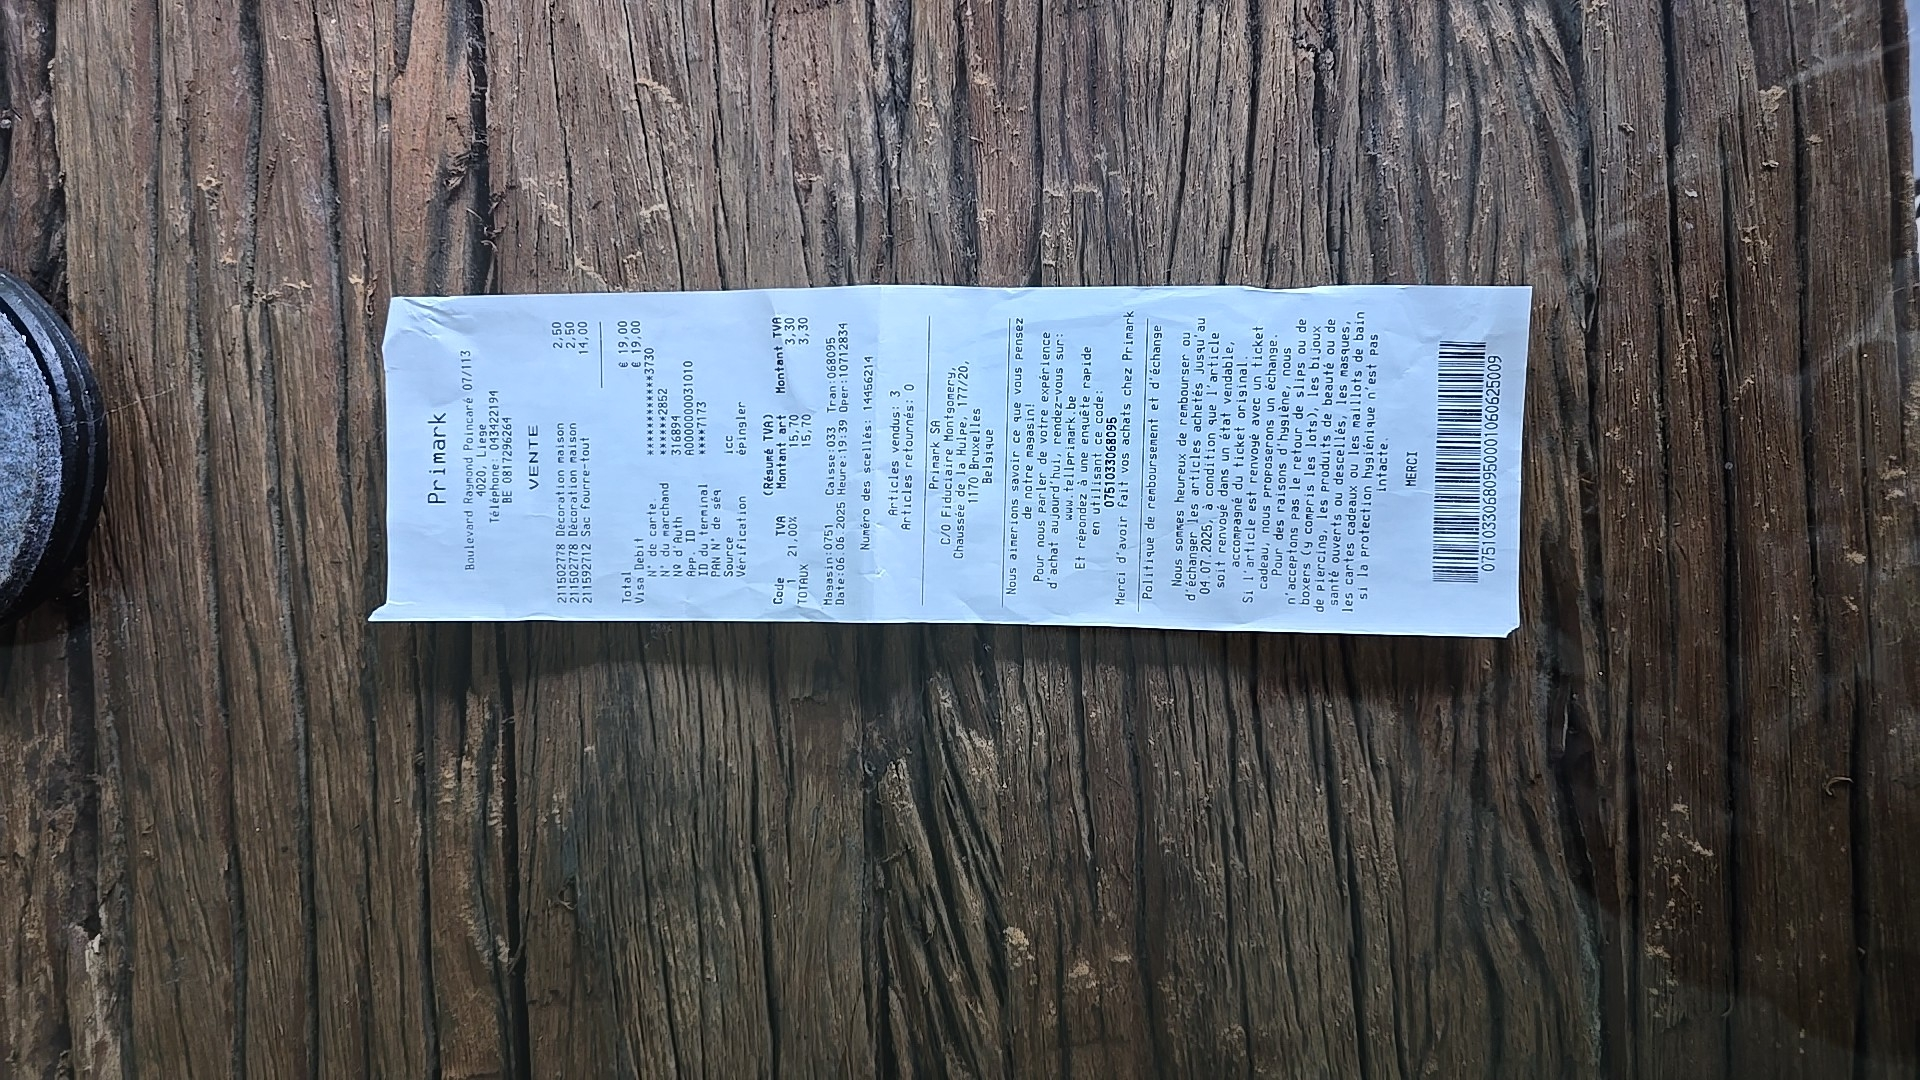 Primark
Boulevard Raymond Poincaré 07/113
4020, Liege
Téléphone: 043422194
BE 0817296264
VENTE
211502778 Décoration maison 2,50
211502778 Décoration maison 2,50
211592712 Sac fourre-tout 14,00
Total € 19,00
Visa Debit € 19,00
N° de carte. ************3730
N° du marchand ******2852
Nº d'Auth 316894
App. ID A0000000031010
ID du terminal ****7173
PAN N° de séq
Source icc
Vérification épingler
(Résumé TVA)
Code TVA Montant art Montant TVA
1 21,00% 15,70 3,30
TOTAUX 15,70 3,30
Magasin:0751 Caisse:033 Tran:068095
Date:06.06.2025 Heure:19:39 Oper:10712834
Numéro des scellés: 14456214
Articles vendus: 3
Articles retournés: 0
Primark SA
C/O Fiduciaire Montgomery,
Chaussée de la Hulpe, 177/20,
1170 Bruxelles
Belgique
Nous aimerions savoir ce que vous pensez
de notre magasin!
Pour nous parler de votre expérience
d'achat aujourd'hui, rendez-vous sur:
www.tellprimark.be
Et répondez à une enquête rapide
en utilisant ce code:
0751033068095
Merci d'avoir fait vos achats chez Primark
Politique de remboursement et d'échange
Nous sommes heureux de rembourser ou
d'échanger les articles achetés jusqu'au
04.07.2025, à condition que l'article
soit renvoyé dans un état vendable,
accompagné du ticket original.
Si l'article est renvoyé avec un ticket
cadeau, nous proposerons un échange.
Pour des raisons d'hygiène, nous
n'acceptons pas le retour de slips ou de
boxers (y compris les lots), les bijoux
de piercing, les produits de beauté ou de
santé ouverts ou descellés, les masques,
les cartes cadeaux ou les maillots de bain
si la protection hygiénique n'est pas
intacte.
MERCI
0751033068095000106062​5009